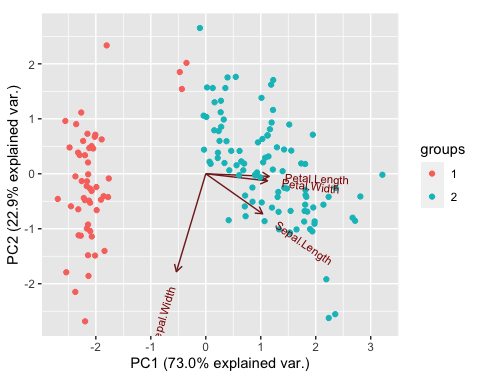 2
1
0
-1
-2
-2
-1
0
1
2
3
PC1 (73.0% explained var.)
PC2 (22.9% explained var.)
Petal.Length
Petal.Width
Sepal.Length
epal.Width
groups
1
2